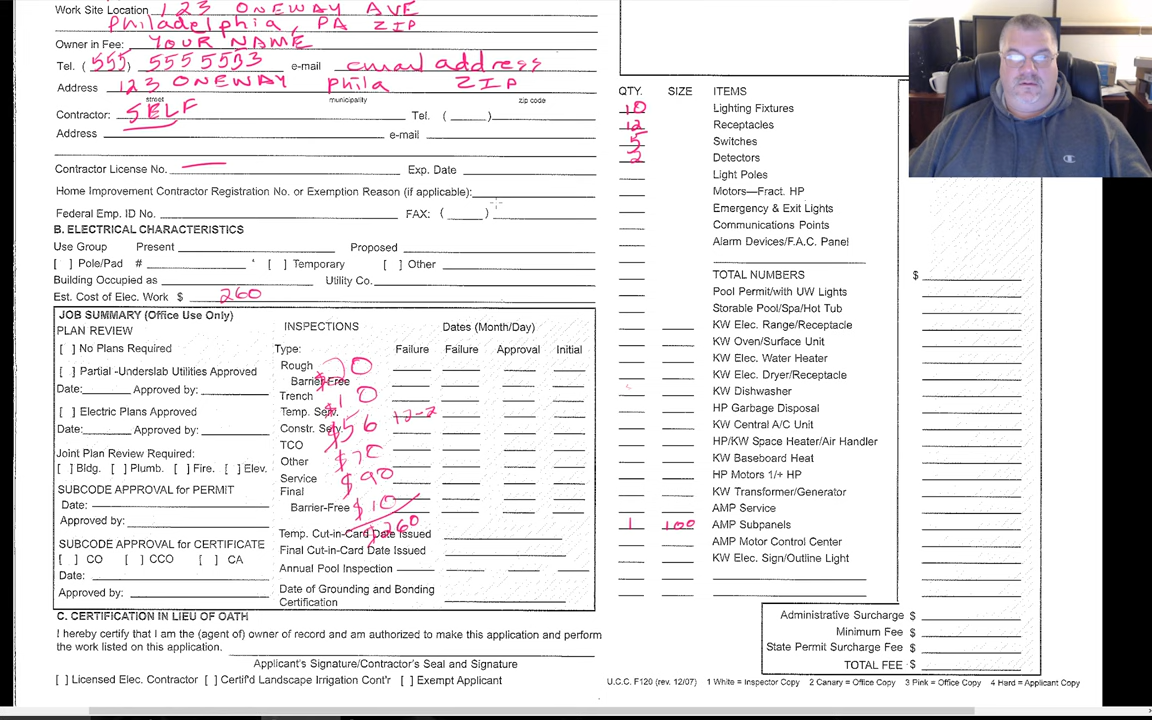 Work Site Location 123 ONEWAY AVE
Philadelphia, PA ZIP
Owner in Fee: YOUR NAME
Tel. (555) 555 5553 e-mail email address
Address 123 ONEWAY Phila ZIP
street municipality zip code
Contractor: SELF Tel. ( )
Address e-mail
Contractor License No. Exp. Date
Home Improvement Contractor Registration No. or Exemption Reason (if applicable):
Federal Emp. ID No. FAX: ( )
B. ELECTRICAL CHARACTERISTICS
Use Group Present Proposed
[ ] Pole/Pad # [ ] Temporary [ ] Other
Building Occupied as Utility Co.
Est. Cost of Elec. Work $ 260
JOB SUMMARY (Office Use Only)
PLAN REVIEW
[ ] No Plans Required
[ ] Partial -Underslab Utilities Approved
Date: Approved by:
[ ] Electric Plans Approved
Date: Approved by:
Joint Plan Review Required:
[ ] Bldg. [ ] Plumb. [ ] Fire. [ ] Elev.
SUBCODE APPROVAL for PERMIT
Date:
Approved by:
SUBCODE APPROVAL for CERTIFICATE
[ ] CO [ ] CCO [ ] CA
Date:
Approved by:
INSPECTIONS Dates (Month/Day)
Type: Failure Failure Approval Initial
Rough
Barrier-Free
Trench
Temp. Serv.
Constr. Serv.
TCO
Other
Service
Final
Barrier-Free
$20
$10
$56
$70
$90
$10
$260
Temp. Cut-in-Card Date Issued
Final Cut-in-Card Date Issued
Annual Pool Inspection
Date of Grounding and Bonding
Certification
C. CERTIFICATION IN LIEU OF OATH
I hereby certify that I am the (agent of) owner of record and am authorized to make this application and perform
the work listed on this application.
Applicant's Signature/Contractor's Seal and Signature
[ ] Licensed Elec. Contractor [ ] Certif'd Landscape Irrigation Cont'r [ ] Exempt Applicant
QTY. SIZE ITEMS
10 Lighting Fixtures
12 Receptacles
5 Switches
2 Detectors
Light Poles
Motors—Fract. HP
Emergency & Exit Lights
Communications Points
Alarm Devices/F.A.C. Panel
TOTAL NUMBERS $
Pool Permit/with UW Lights
Storable Pool/Spa/Hot Tub
KW Elec. Range/Receptacle
KW Oven/Surface Unit
KW Elec. Water Heater
KW Elec. Dryer/Receptacle
KW Dishwasher
HP Garbage Disposal
KW Central A/C Unit
HP/KW Space Heater/Air Handler
KW Baseboard Heat
HP Motors 1/+ HP
KW Transformer/Generator
AMP Service
1 100 AMP Subpanels
AMP Motor Control Center
KW Elec. Sign/Outline Light
Administrative Surcharge $
Minimum Fee $
State Permit Surcharge Fee $
TOTAL FEE $
U.C.C. F120 (rev. 12/07) 1 White = Inspector Copy 2 Canary = Office Copy 3 Pink = Office Copy 4 Hard = Applicant Copy